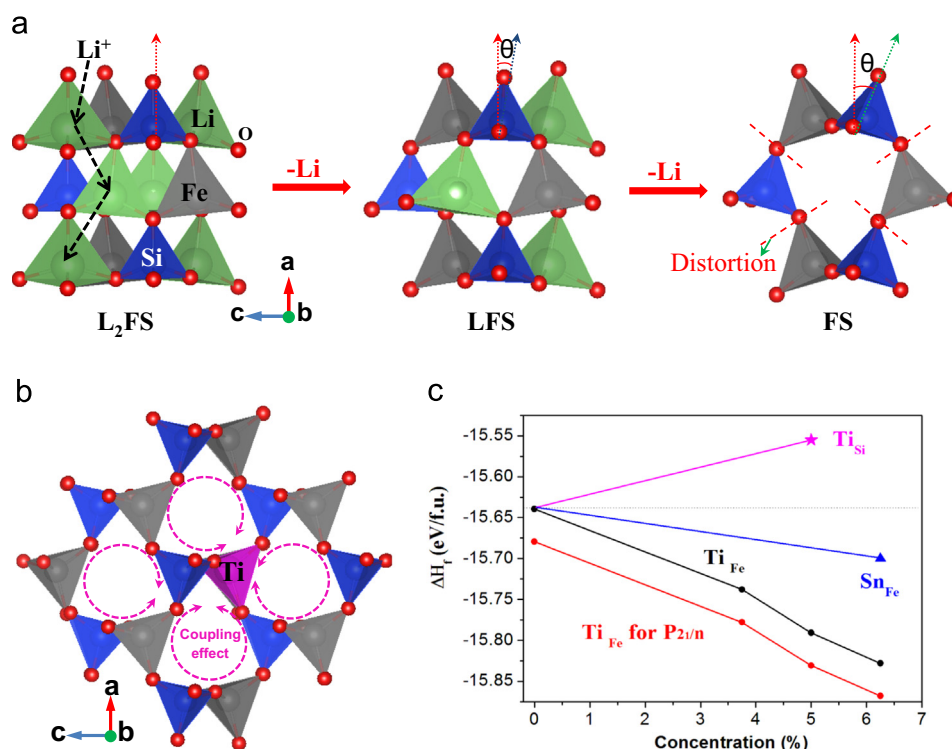 a
Li⁺
Li
O
Fe
Si
L₂FS
a
c
b
-Li
θ
LFS
-Li
θ
Distortion
FS
b
Ti
Coupling
effect
a
c
b
c
ΔH_f (eV/f.u.)
-15.55
-15.60
-15.65
-15.70
-15.75
-15.80
-15.85
Ti_Si
Ti_Fe
Sn_Fe
Ti_Fe for P2₁/n
0 1 2 3 4 5 6 7
Concentration (%)